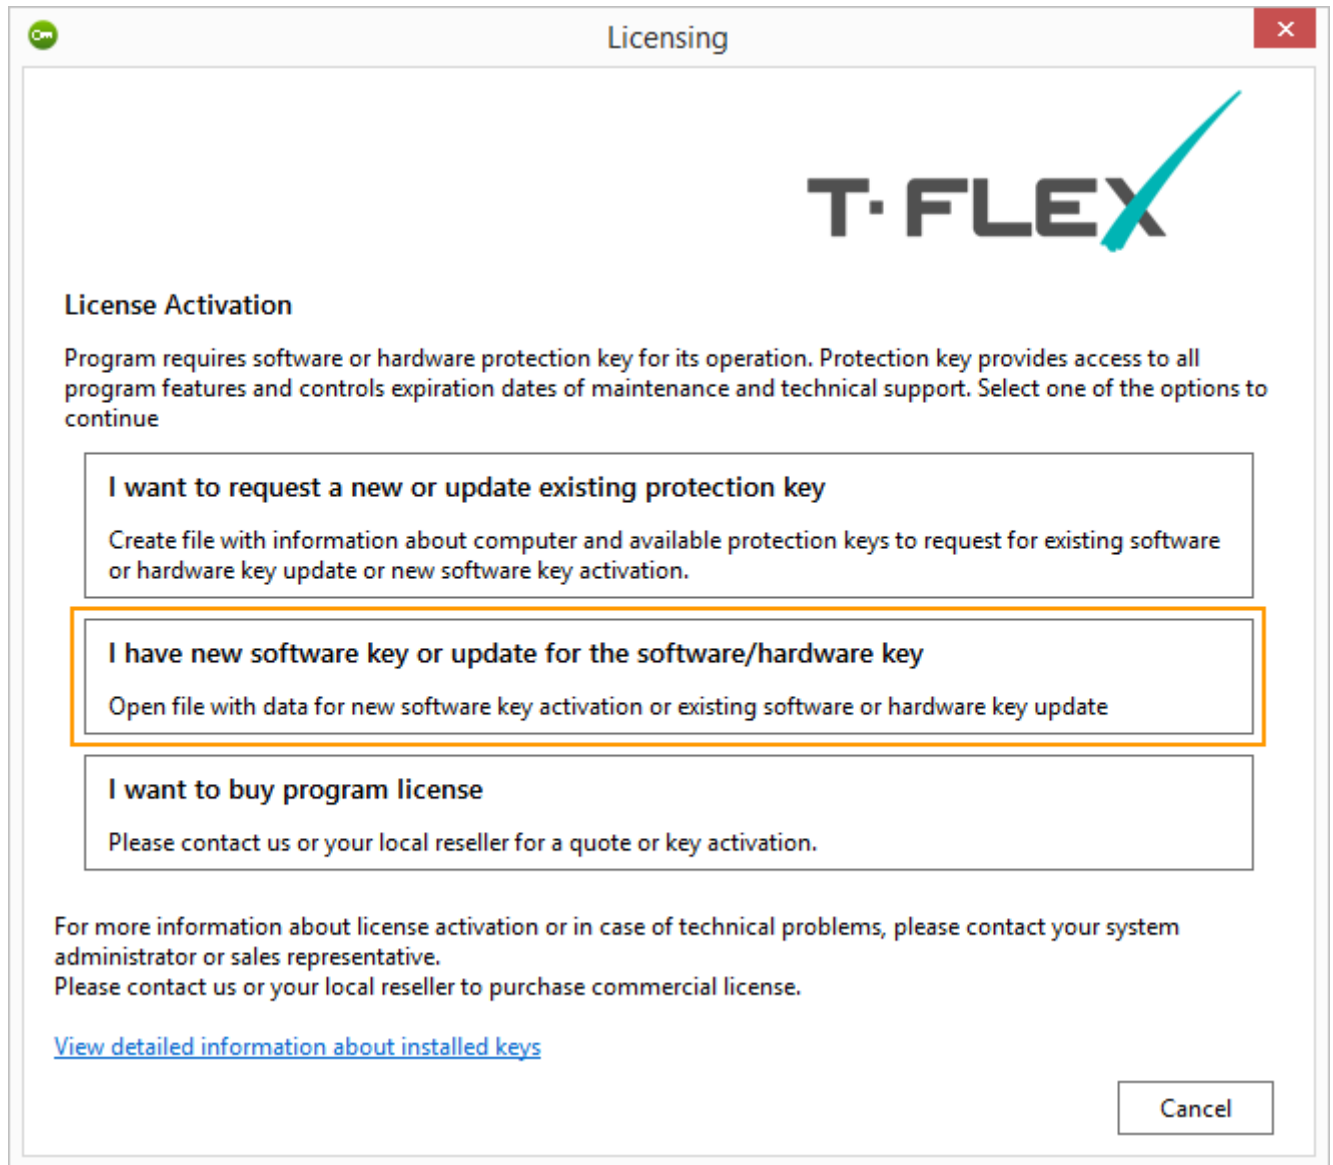 Licensing
T·FLEX
License Activation
Program requires software or hardware protection key for its operation. Protection key provides access to all
program features and controls expiration dates of maintenance and technical support. Select one of the options to
continue
I want to request a new or update existing protection key
Create file with information about computer and available protection keys to request for existing software
or hardware key update or new software key activation.
I have new software key or update for the software/hardware key
Open file with data for new software key activation or existing software or hardware key update
I want to buy program license
Please contact us or your local reseller for a quote or key activation.
For more information about license activation or in case of technical problems, please contact your system
administrator or sales representative.
Please contact us or your local reseller to purchase commercial license.
View detailed information about installed keys
Cancel